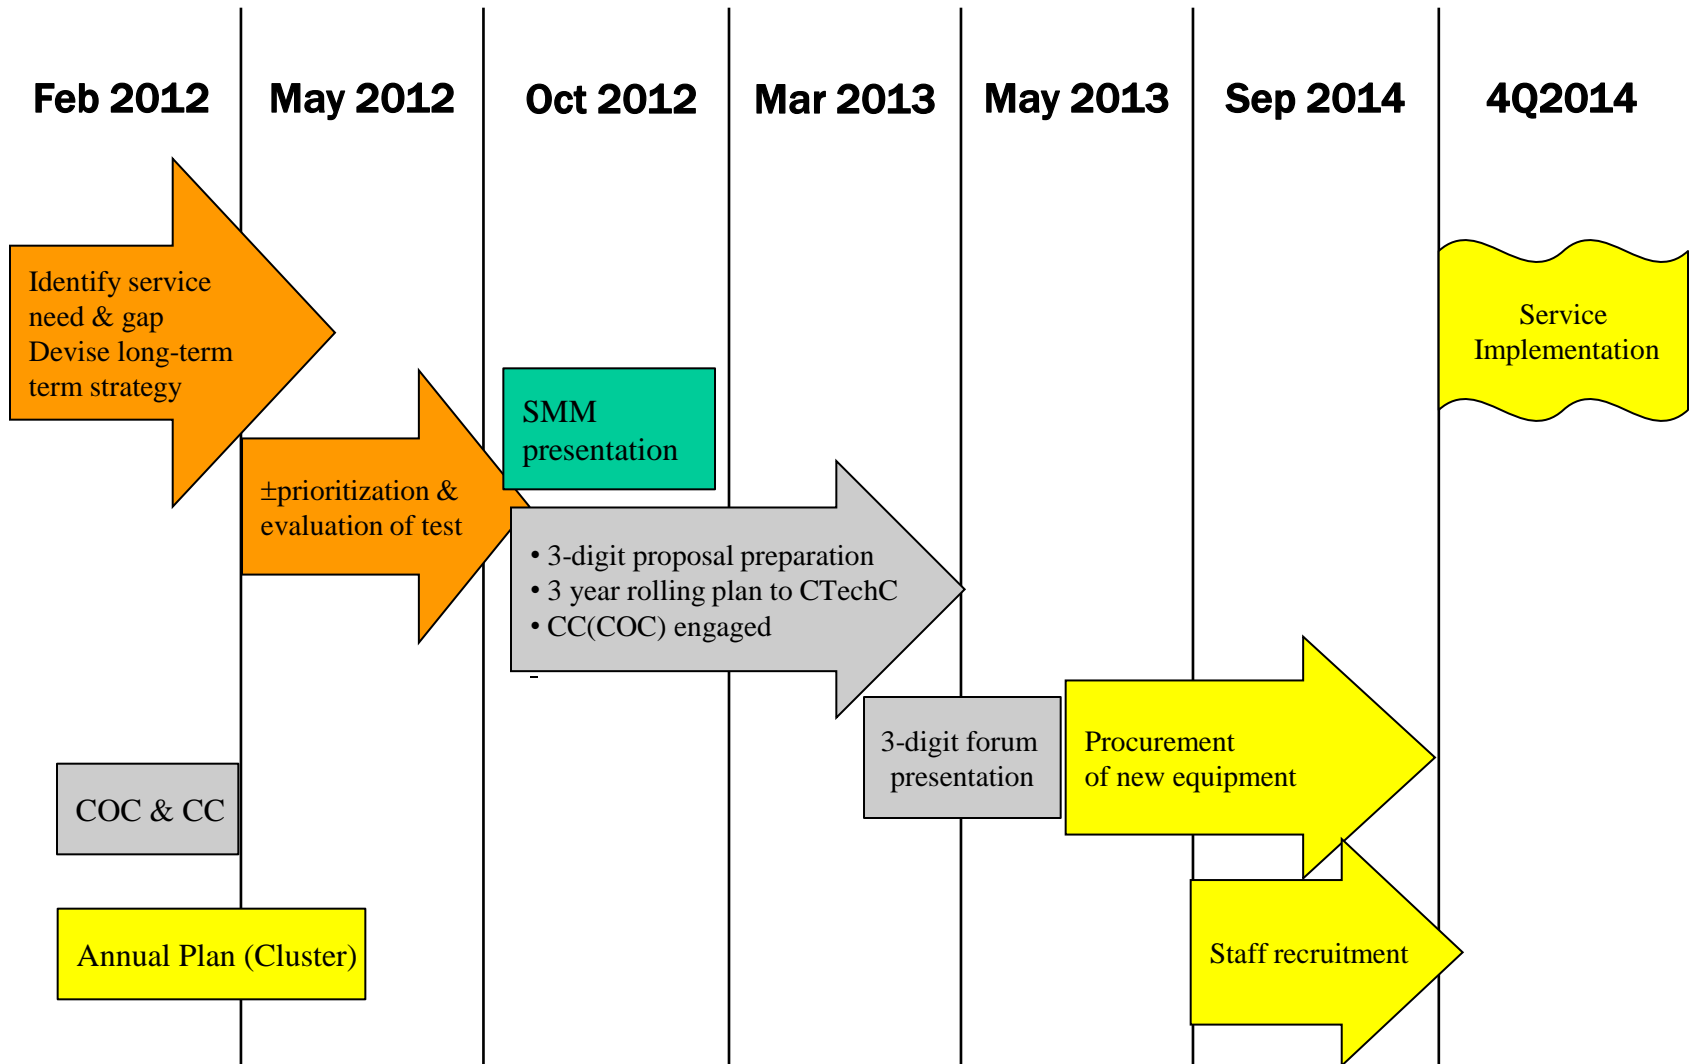 Feb 2012
May 2012
Oct 2012
Mar 2013
May 2013
Sep 2014
4Q2014
Identify service
need & gap
Devise long-term
term strategy
Service
Implementation
SMM
presentation
±prioritization &
evaluation of test
• 3-digit proposal preparation
• 3 year rolling plan to CTechC
• CC(COC) engaged
-
3-digit forum
presentation
Procurement
of new equipment
COC & CC
Annual Plan (Cluster)
Staff recruitment